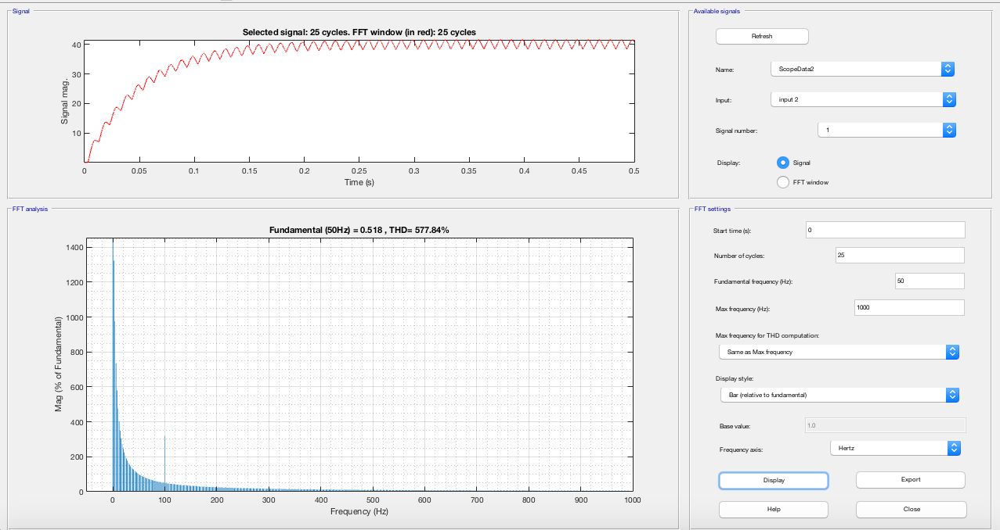 Signal
Selected signal: 25 cycles. FFT window (in red): 25 cycles
40
30
20
10
Signal mag.
0 0.05 0.1 0.15 0.2 0.25 0.3 0.35 0.4 0.45 0.5
Time (s)
Available signals
Refresh
Name: ScopeData2
Input: input 2
Signal number: 1
Display: Signal
FFT window
FFT analysis
Fundamental (50Hz) = 0.518 , THD= 577.84%
1400
1200
1000
800
600
400
200
0
Mag (% of Fundamental)
0 100 200 300 400 500 600 700 800 900 1000
Frequency (Hz)
FFT settings
Start time (s): 0
Number of cycles: 25
Fundamental frequency (Hz): 50
Max frequency (Hz): 1000
Max frequency for THD computation:
Same as Max frequency
Display style:
Bar (relative to fundamental)
Base value: 1.0
Frequency axis: Hertz
Display Export
Help Close